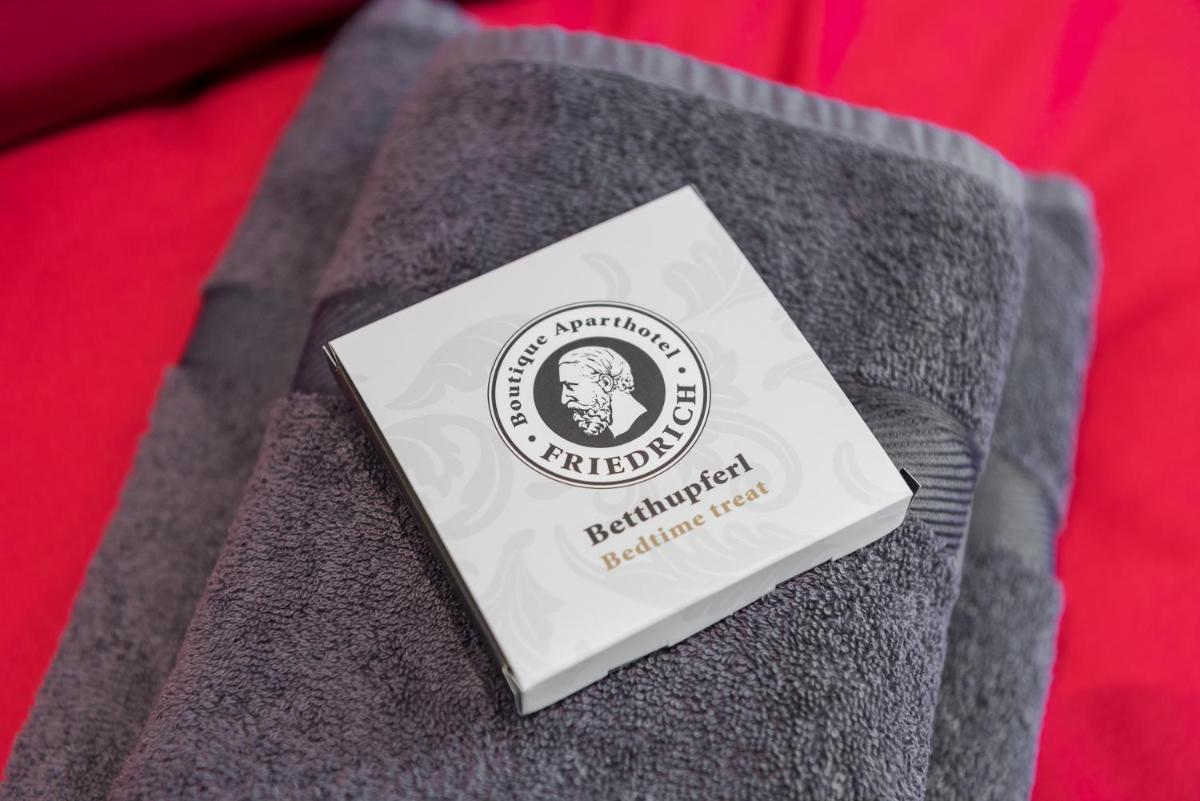 Boutique Aparthotel
• FRIEDRICH •
Betthupferl
Bedtime treat